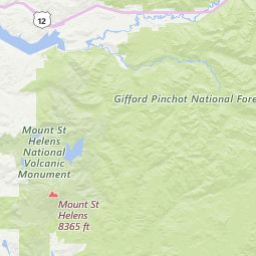 12
Gifford Pinchot National Fore
Mount St
Helens
National
Volcanic
Monument
Mount St
Helens
8365 ft